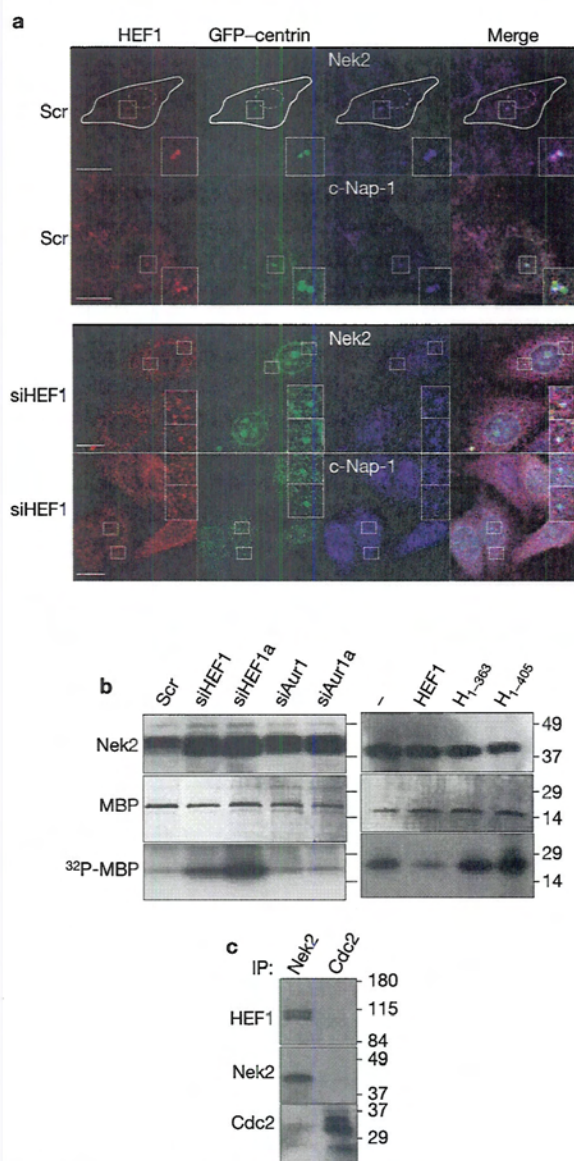 a
HEF1 GFP–centrin Merge
Scr Nek2
Scr c-Nap-1
siHEF1 Nek2
siHEF1 c-Nap-1
b
Scr siHEF1 siHEF1a siAur1 siAur1a – HEF1 H1–363 H1–405
Nek2 49
37
MBP 29
14
32P-MBP 29
14
c
IP: Nek2 Cdc2
180
HEF1 115
84
49
Nek2
37
37
Cdc2
29